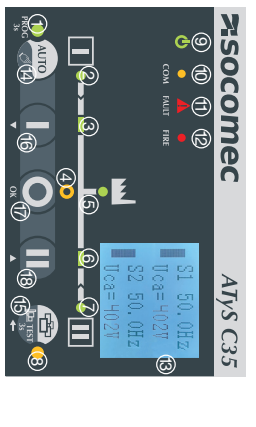 socomec
ATyS C35
⑨
⑩ COM
⑪ FAULT
⑫ FIRE
S1 50.0Hz
Uca=402V
S2 50.0Hz
Uca=402V
⑬
I
II
② ③ ④ ⑤ ⑥ ⑦
① PROG
3s
AUTO
⑭
I
⑯
O
OK
⑰
II
⑱
TEST
3s
⑮
⑧